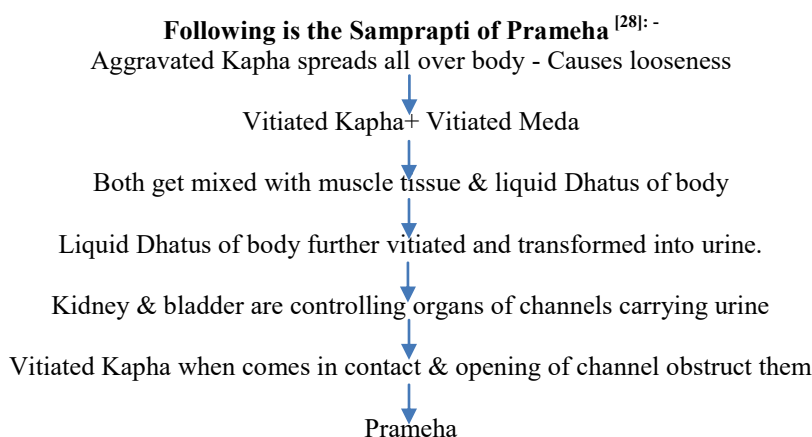 Following is the Samprapti of Prameha [28]: -
Aggravated Kapha spreads all over body - Causes looseness
Vitiated Kapha+ Vitiated Meda
Both get mixed with muscle tissue & liquid Dhatus of body
Liquid Dhatus of body further vitiated and transformed into urine.
Kidney & bladder are controlling organs of channels carrying urine
Vitiated Kapha when comes in contact & opening of channel obstruct them
Prameha